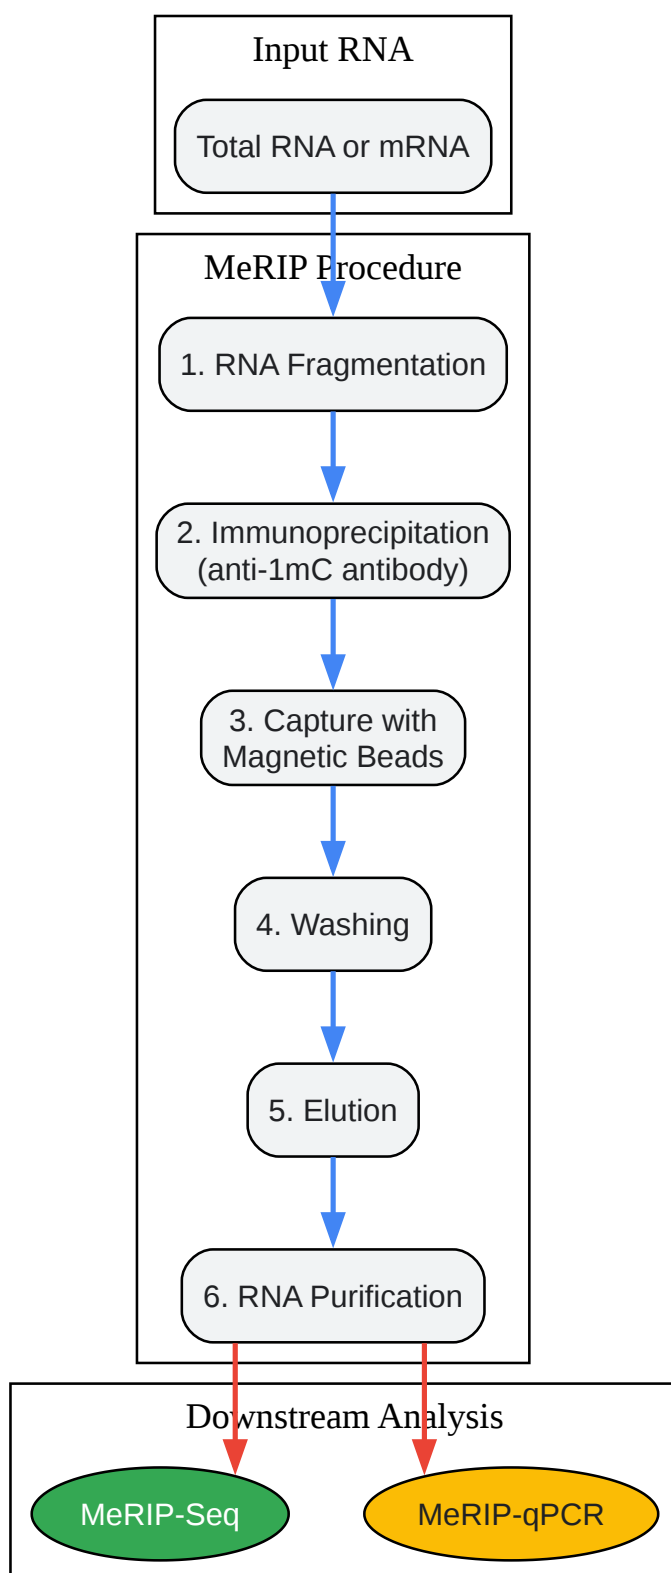 Input RNA
Total RNA or mRNA
MeRIP Procedure
1. RNA Fragmentation
2. Immunoprecipitation
(anti-1mC antibody)
3. Capture with
Magnetic Beads
4. Washing
5. Elution
6. RNA Purification
Downstream Analysis
MeRIP-Seq
MeRIP-qPCR